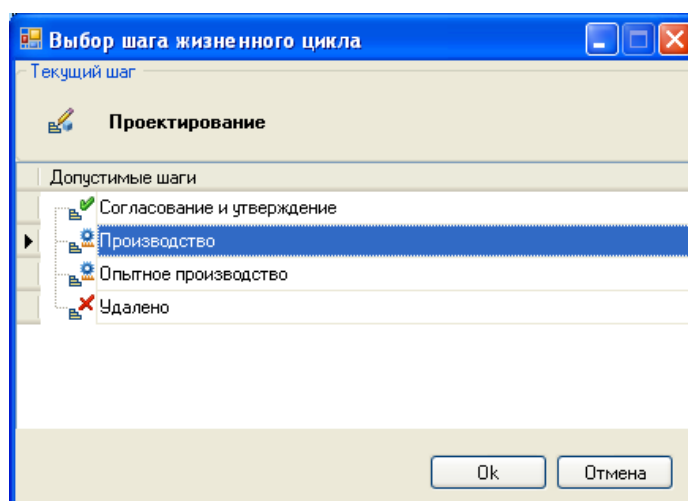 Выбор шага жизненного цикла
Текущий шаг
Проектирование
Допустимые шаги
Согласование и утверждение
Производство
Опытное производство
Удалено
Ok
Отмена